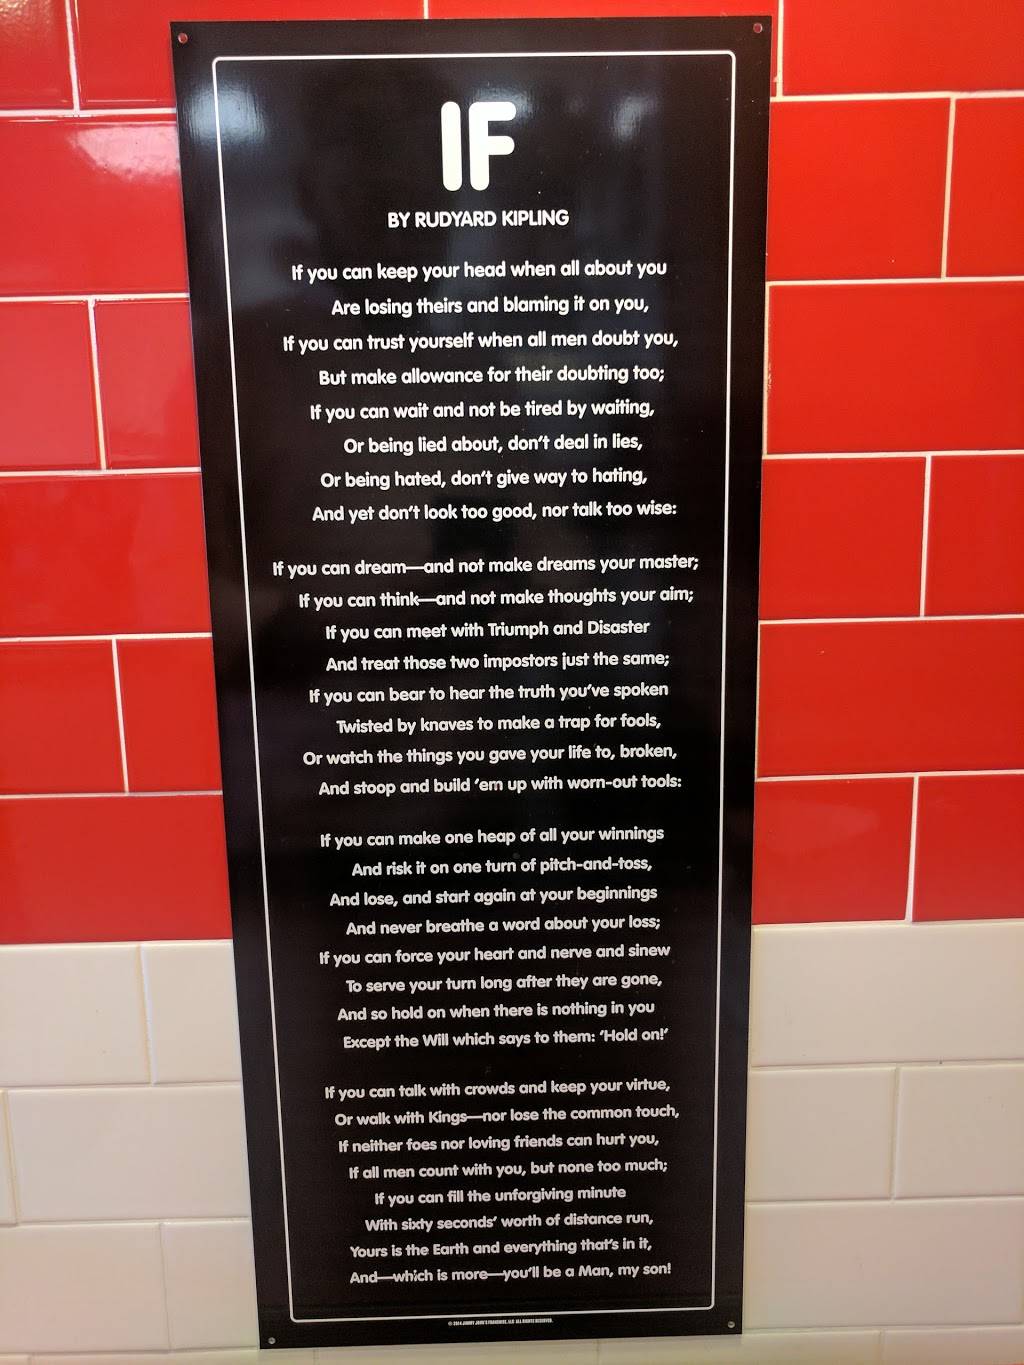 IF
BY RUDYARD KIPLING
If you can keep your head when all about you
Are losing theirs and blaming it on you,
If you can trust yourself when all men doubt you,
But make allowance for their doubting too;
If you can wait and not be tired by waiting,
Or being lied about, don't deal in lies,
Or being hated, don't give way to hating,
And yet don't look too good, nor talk too wise:
If you can dream—and not make dreams your master;
If you can think—and not make thoughts your aim;
If you can meet with Triumph and Disaster
And treat those two impostors just the same;
If you can bear to hear the truth you've spoken
Twisted by knaves to make a trap for fools,
Or watch the things you gave your life to, broken,
And stoop and build 'em up with worn-out tools:
If you can make one heap of all your winnings
And risk it on one turn of pitch-and-toss,
And lose, and start again at your beginnings
And never breathe a word about your loss;
If you can force your heart and nerve and sinew
To serve your turn long after they are gone,
And so hold on when there is nothing in you
Except the Will which says to them: 'Hold on!'
If you can talk with crowds and keep your virtue,
Or walk with Kings—nor lose the common touch,
If neither foes nor loving friends can hurt you,
If all men count with you, but none too much;
If you can fill the unforgiving minute
With sixty seconds' worth of distance run,
Yours is the Earth and everything that's in it,
And—which is more—you'll be a Man, my son!
© 2014 JIMMY JOHN'S FRANCHISE, LLC ALL RIGHTS RESERVED.